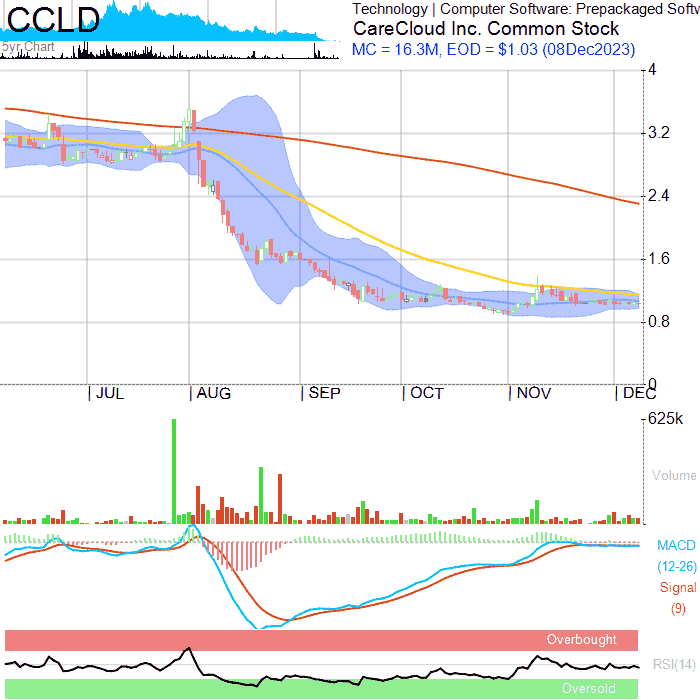 CCLD
5yr Chart
Technology | Computer Software: Prepackaged Softw
CareCloud Inc. Common Stock
MC = 16.3M, EOD = $1.03 (08Dec2023)
4
3.2
2.4
1.6
0.8
0
JUL AUG SEP OCT NOV DEC
625k
Volume
MACD
(12-26)
Signal
(9)
Overbought
RSI(14)
Oversold